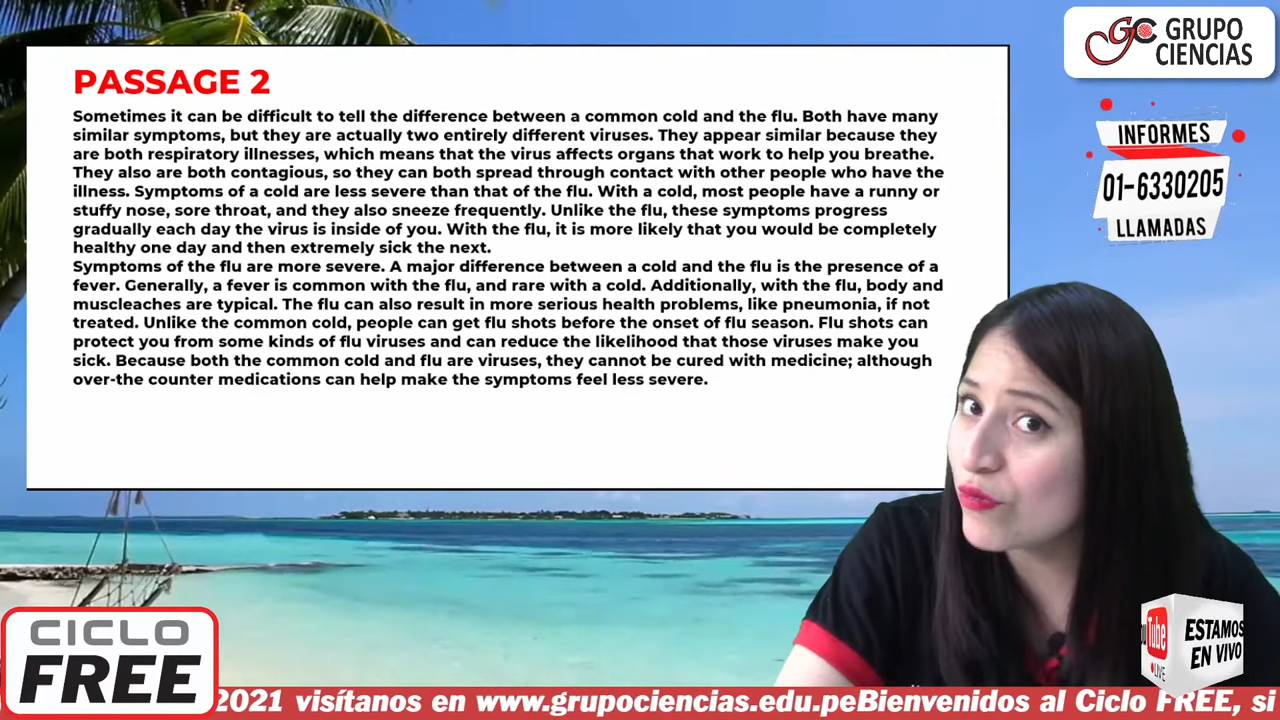 PASSAGE 2
Sometimes it can be difficult to tell the difference between a common cold and the flu. Both have many
similar symptoms, but they are actually two entirely different viruses. They appear similar because they
are both respiratory illnesses, which means that the virus affects organs that work to help you breathe.
They also are both contagious, so they can both spread through contact with other people who have the
illness. Symptoms of a cold are less severe than that of the flu. With a cold, most people have a runny or
stuffy nose, sore throat, and they also sneeze frequently. Unlike the flu, these symptoms progress
gradually each day the virus is inside of you. With the flu, it is more likely that you would be completely
healthy one day and then extremely sick the next.
Symptoms of the flu are more severe. A major difference between a cold and the flu is the presence of a
fever. Generally, a fever is common with the flu, and rare with a cold. Additionally, with the flu, body and
muscleaches are typical. The flu can also result in more serious health problems, like pneumonia, if not
treated. Unlike the common cold, people can get flu shots before the onset of flu season. Flu shots can
protect you from some kinds of flu viruses and can reduce the likelihood that those viruses make you
sick. Because both the common cold and flu are viruses, they cannot be cured with medicine; although
over-the counter medications can help make the symptoms feel less severe.
GC GRUPO
CIENCIAS
INFORMES
01-6330205
LLAMADAS
CICLO
FREE
Tube
LIVE
ESTAMOS
EN VIVO
2021 visítanos en www.grupociencias.edu.peBienvenidos al Ciclo FREE, si